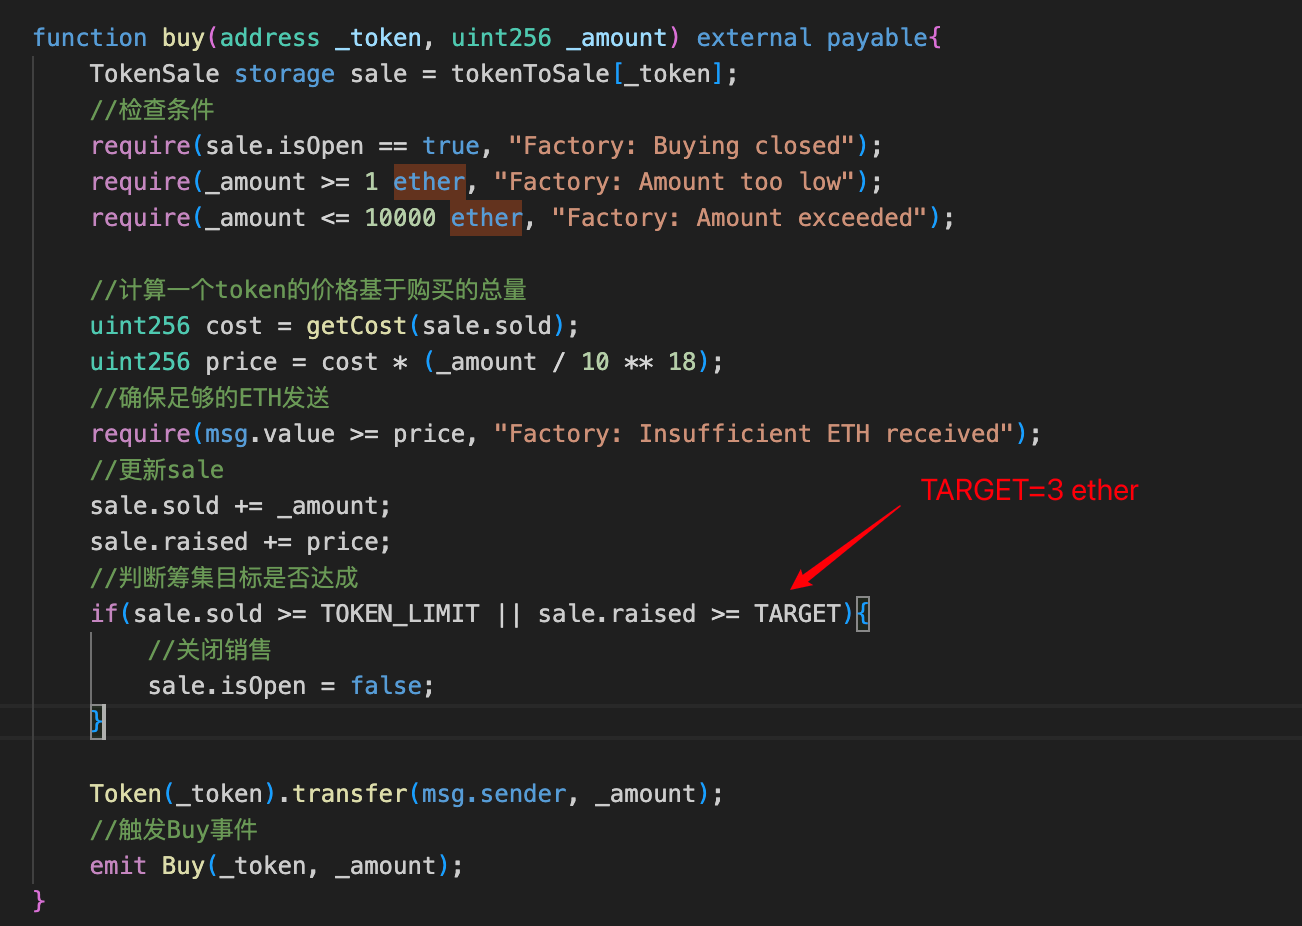 function buy(address _token, uint256 _amount) external payable{
TokenSale storage sale = tokenToSale[_token];
//检查条件
require(sale.isOpen == true, "Factory: Buying closed");
require(_amount >= 1 ether, "Factory: Amount too low");
require(_amount <= 10000 ether, "Factory: Amount exceeded");
//计算一个token的价格基于购买的总量
uint256 cost = getCost(sale.sold);
uint256 price = cost * (_amount / 10 ** 18);
//确保足够的ETH发送
require(msg.value >= price, "Factory: Insufficient ETH received");
//更新sale
TARGET=3 ether
sale.sold += _amount;
sale.raised += price;
//判断筹集目标是否达成
if(sale.sold >= TOKEN_LIMIT || sale.raised >= TARGET){
//关闭销售
sale.isOpen = false;
}
Token(_token).transfer(msg.sender, _amount);
//触发Buy事件
emit Buy(_token, _amount);
}